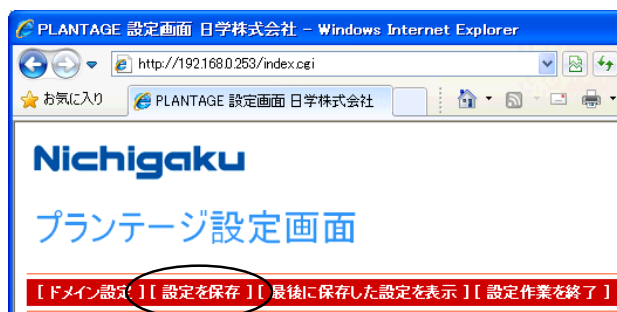 PLANTAGE 設定画面 日学株式会社 - Windows Internet Explorer
http://192.168.0.253/index.cgi
お気に入り PLANTAGE 設定画面 日学株式会社
Nichigaku
プランテージ設定画面
[ ドメイン設定 ][ 設定を保存 ][ 最後に保存した設定を表示 ][ 設定作業を終了 ]